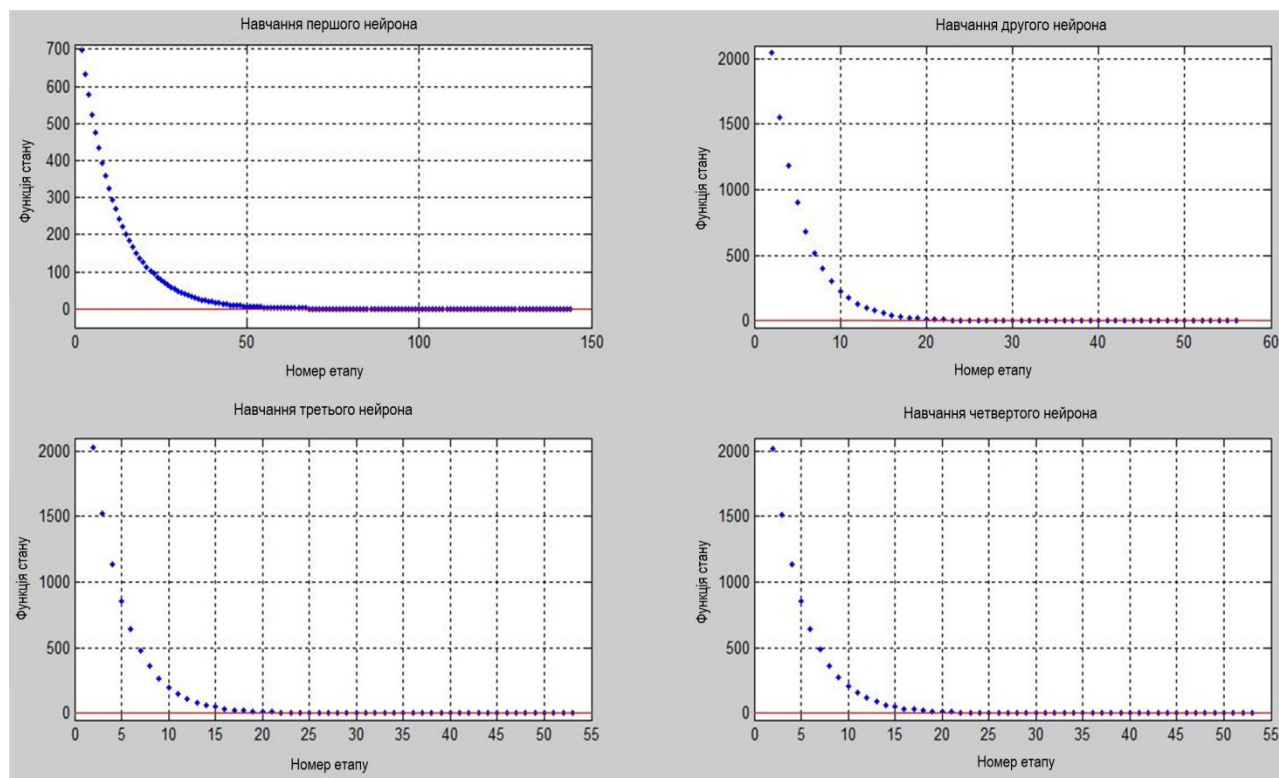 Навчання першого нейрона
700
600
500
400
300
200
100
0
0 50 100 150
Функція стану
Номер етапу
Навчання другого нейрона
2000
1500
1000
500
0
0 10 20 30 40 50 60
Функція стану
Номер етапу
Навчання третього нейрона
2000
1500
1000
500
0
0 5 10 15 20 25 30 35 40 45 50 55
Функція стану
Номер етапу
Навчання четвертого нейрона
2000
1500
1000
500
0
0 5 10 15 20 25 30 35 40 45 50 55
Функція стану
Номер етапу